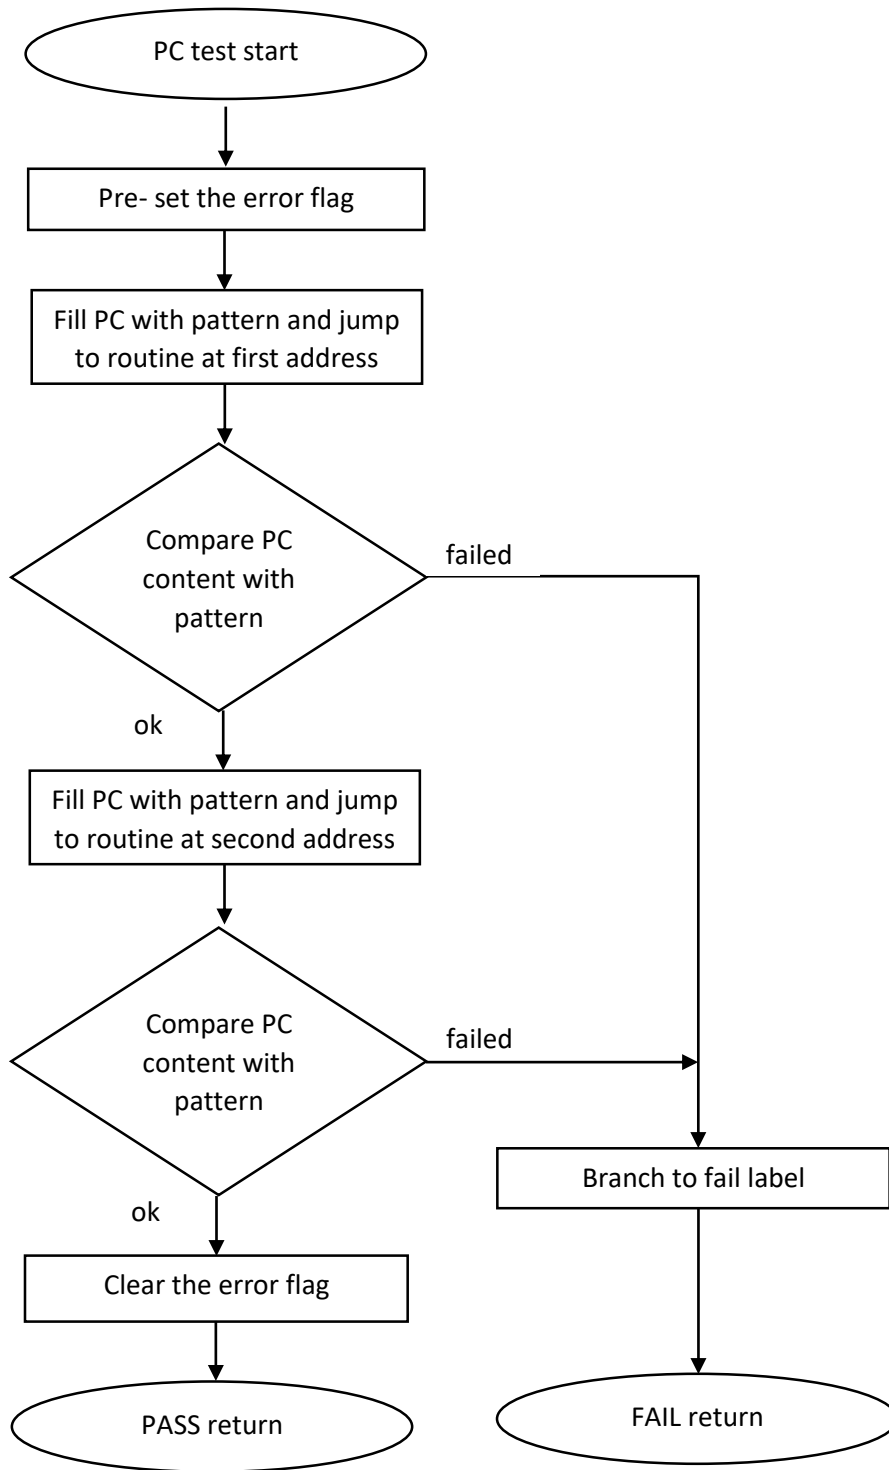 PC test start
Pre- set the error flag
Fill PC with pattern and jump
to routine at first address
Compare PC
content with
pattern
failed
ok
Fill PC with pattern and jump
to routine at second address
Compare PC
content with
pattern
failed
ok
Branch to fail label
Clear the error flag
PASS return
FAIL return